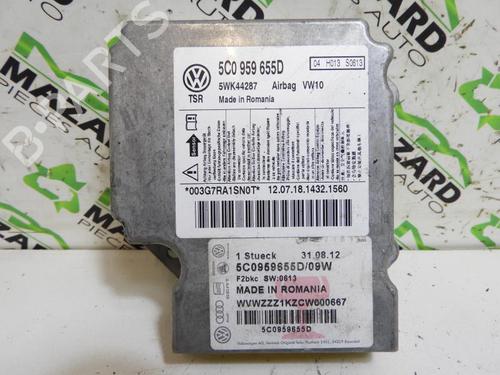 5C0 959 655D
04 H013 S0613
5WK44287 Airbag VW10
TSR
Made in Romania
*003G7RA1SN0T* 12.07.18.1432.1560
1 Stueck 31.08.12
5C0959655D/09W
F2bkc SW:0613
MADE IN ROMANIA
WVWZZZ1KZCW600667
5C0959655D
MAZARD
PIECES AUTO